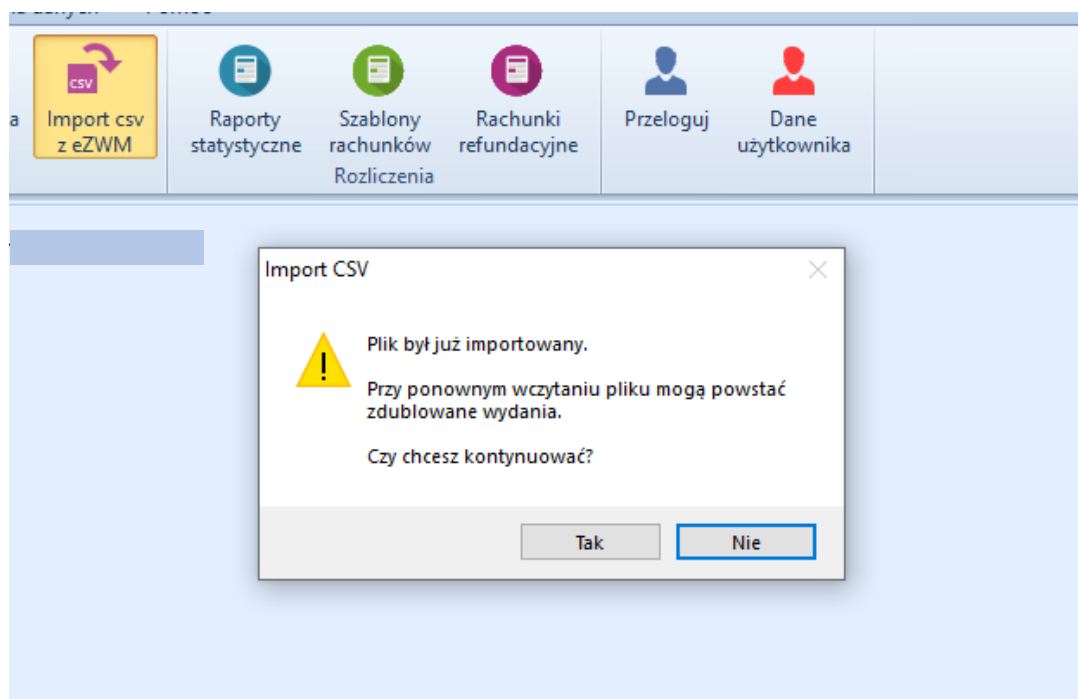 danych
a
CSV
Import csv
z eZWM
Raporty
statystyczne
Szablony
rachunków
Rachunki
refundacyjne
Rozliczenia
Przeloguj
Dane
użytkownika
Import CSV
Plik był już importowany.
Przy ponownym wczytaniu pliku mogą powstać
zdublowane wydania.
Czy chcesz kontynuować?
Tak
Nie